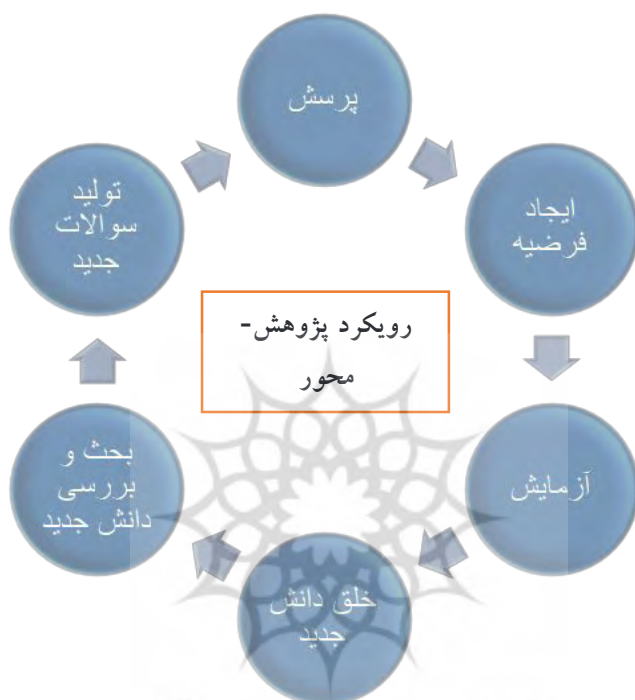 پرسش
ایجاد
فرضیه
آزمایش
خلق دانش
جدید
بحث و
بررسی
دانش جدید
تولید
سوالات
جدید
رویکرد پژوهش-
محور